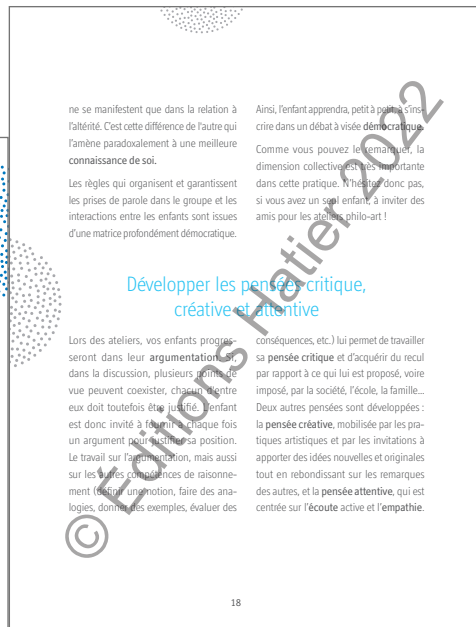 ne se manifestent que dans la relation à
l'altérité. C'est cette différence de l'autre qui
l'amène paradoxalement à une meilleure
connaissance de soi.
Les règles qui organisent et garantissent
les prises de parole dans le groupe et les
interactions entre les enfants sont issues
d'une matrice profondément démocratique.
Ainsi, l'enfant apprendra, petit à petit, à s'ins-
crire dans un débat à visée démocratique.
Comme vous pouvez le remarquer, la
dimension collective est très importante
dans cette pratique. N'hésitez donc pas,
si vous avez un seul enfant, à inviter des
amis pour les ateliers philo-art !
Développer les pensées critique,
créative et attentive
Lors des ateliers, vos enfants progres-
seront dans leur argumentation. Si,
dans la discussion, plusieurs points de
vue peuvent coexister, chacun d'entre
eux doit toutefois être justifié. L'enfant
est donc invité à fournir à chaque fois
un argument pour justifier sa position.
Le travail sur l'argumentation, mais aussi
sur les autres compétences de raisonne-
ment (définir une notion, faire des ana-
logies, donner des exemples, évaluer des
conséquences, etc.) lui permet de travailler
sa pensée critique et d'acquérir du recul
par rapport à ce qui lui est proposé, voire
imposé, par la société, l'école, la famille...
Deux autres pensées sont développées :
la pensée créative, mobilisée par les pra-
tiques artistiques et par les invitations à
apporter des idées nouvelles et originales
tout en rebondissant sur les remarques
des autres, et la pensée attentive, qui est
centrée sur l'écoute active et l'empathie.
18
© Éditions Hatier 2022